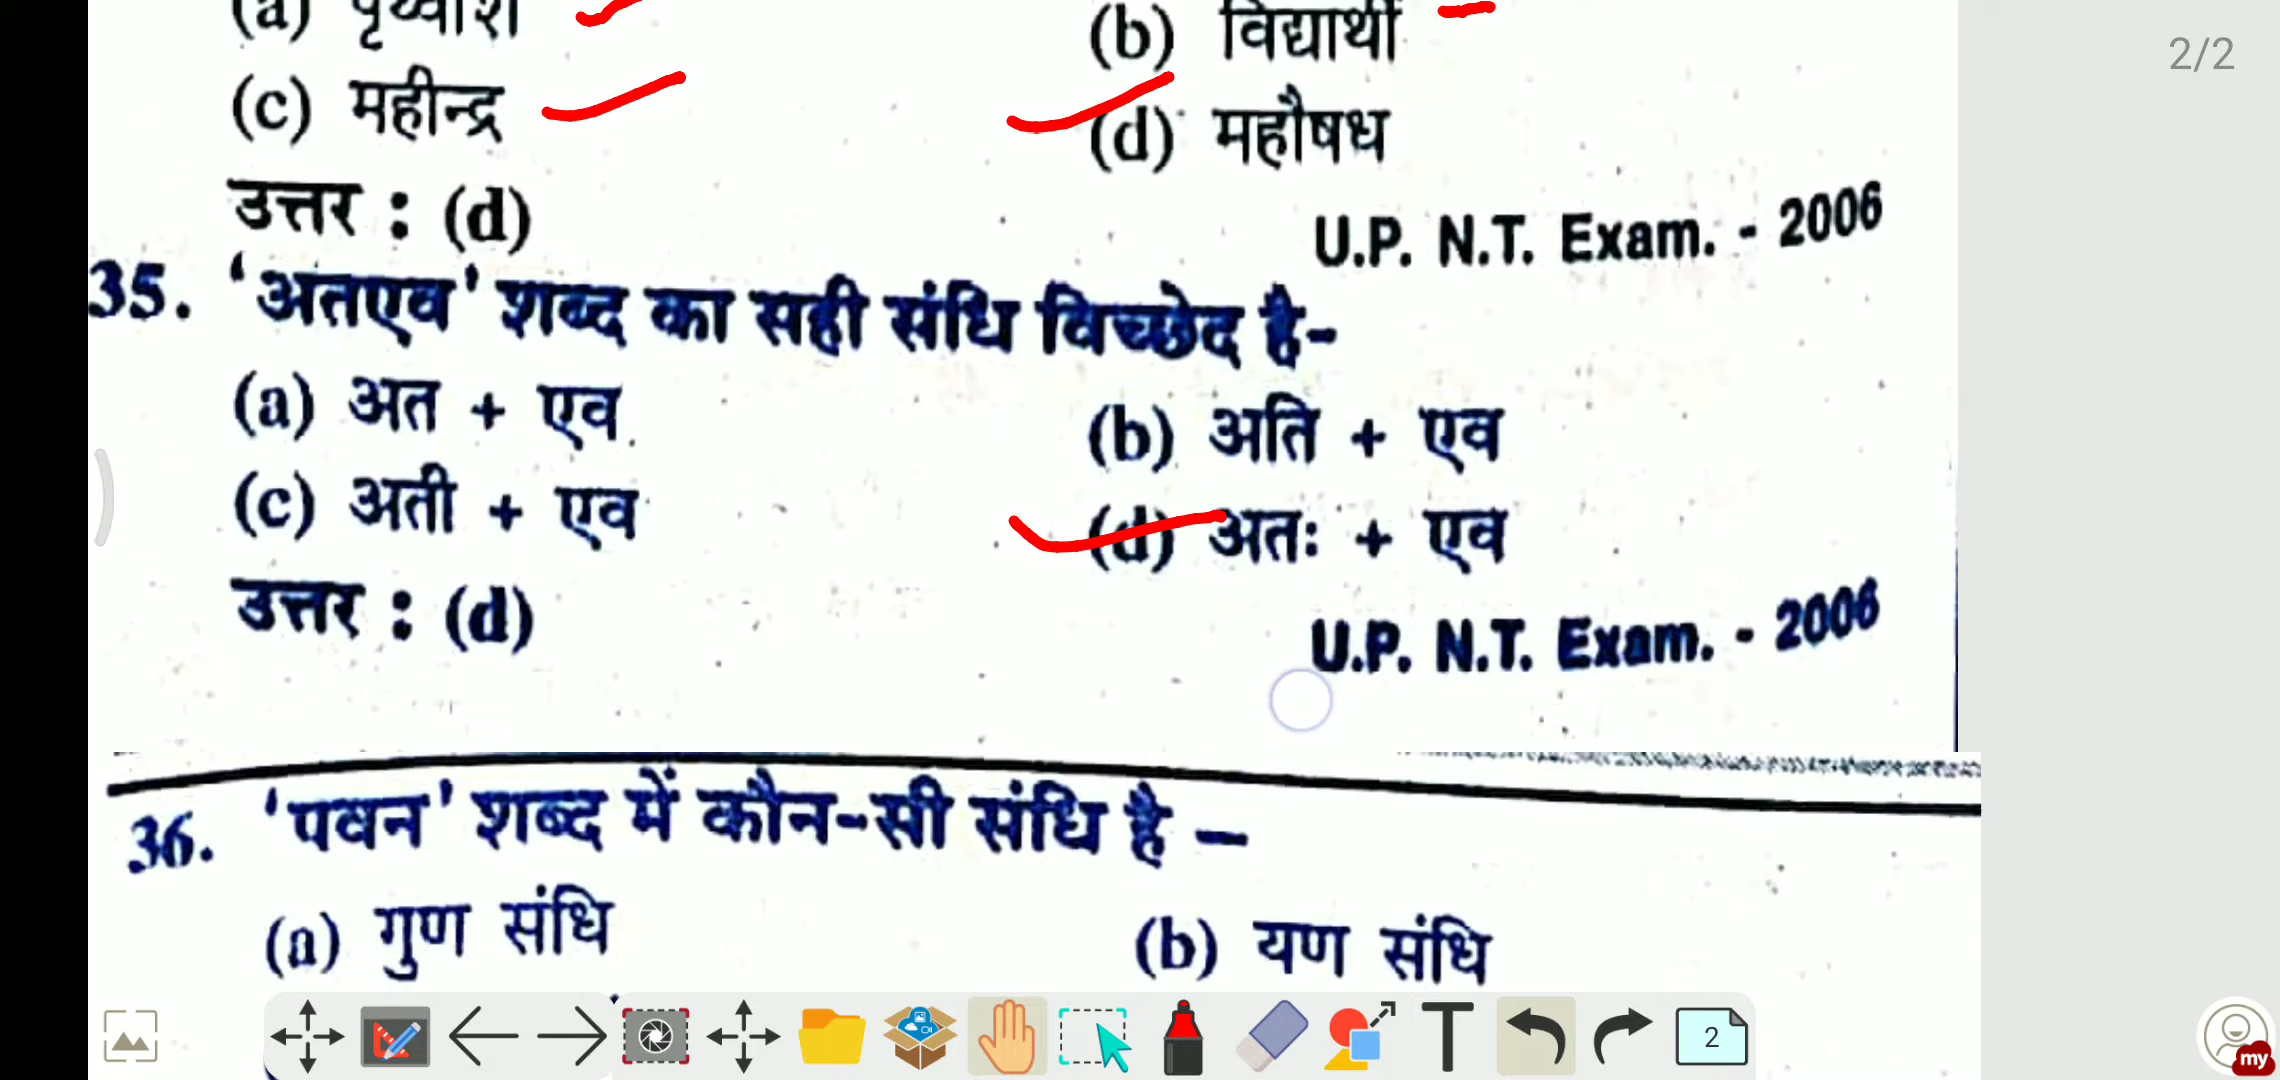 (a) पृथ्वीश (b) विद्यार्थी
(c) महीन्द्र (d) महौषध
उत्तर : (d) U.P. N.T. Exam. - 2006
35. 'अतएव' शब्द का सही संधि विच्छेद है-
(a) अत + एव (b) अति + एव
(c) अती + एव (d) अतः + एव
उत्तर : (d) U.P. N.T. Exam. - 2006
36. 'पवन' शब्द में कौन-सी संधि है –
(a) गुण संधि (b) यण संधि
2/2
T
2
my